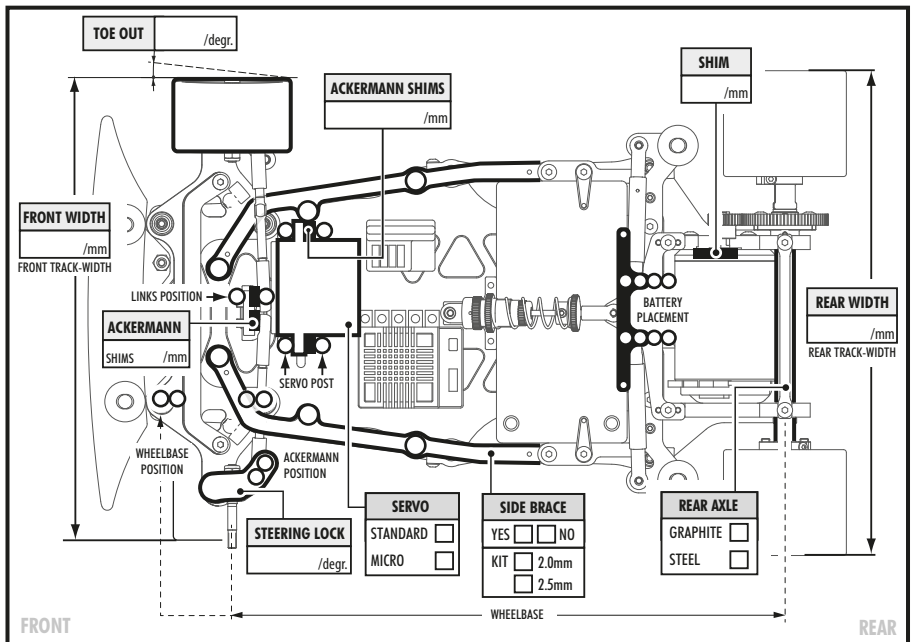 TOE OUT
/degr.
ACKERMANN SHIMS
/mm
SHIM
/mm
FRONT WIDTH
/mm
FRONT TRACK-WIDTH
LINKS POSITION
ACKERMANN
SHIMS /mm
SERVO POST
BATTERY
PLACEMENT
REAR WIDTH
/mm
REAR TRACK-WIDTH
WHEELBASE
POSITION
ACKERMANN
POSITION
STEERING LOCK
/degr.
SERVO
STANDARD
MICRO
SIDE BRACE
YES NO
KIT 2.0mm
2.5mm
REAR AXLE
GRAPHITE
STEEL
WHEELBASE
FRONT
REAR